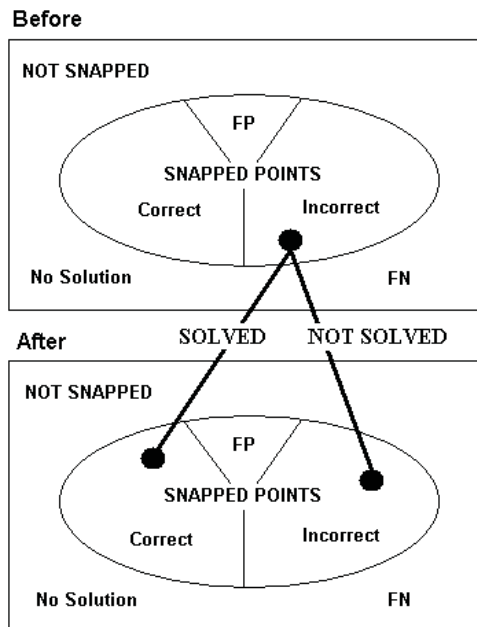 Before
NOT SNAPPED
FP
SNAPPED POINTS
Correct Incorrect
No Solution FN
SOLVED NOT SOLVED
After
NOT SNAPPED
FP
SNAPPED POINTS
Correct Incorrect
No Solution FN